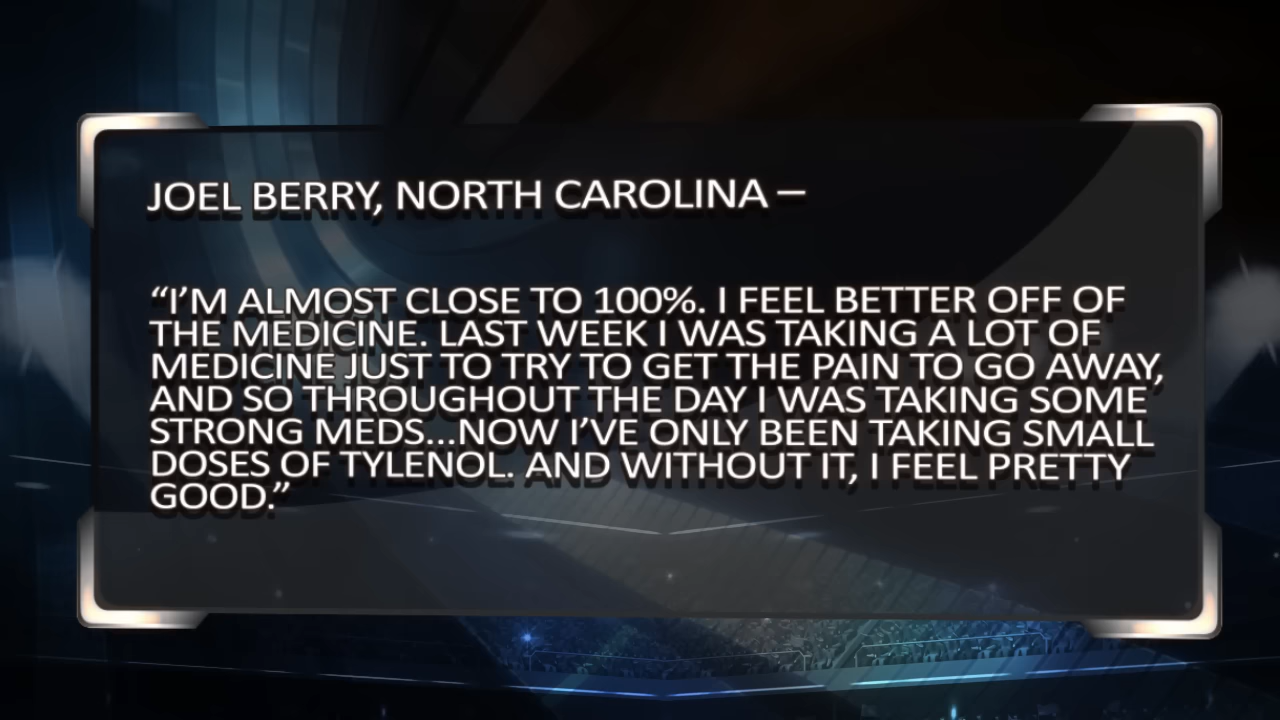 JOEL BERRY, NORTH CAROLINA –
“I’M ALMOST CLOSE TO 100%. I FEEL BETTER OFF OF
THE MEDICINE. LAST WEEK I WAS TAKING A LOT OF
MEDICINE JUST TO TRY TO GET THE PAIN TO GO AWAY,
AND SO THROUGHOUT THE DAY I WAS TAKING SOME
STRONG MEDS...NOW I’VE ONLY BEEN TAKING SMALL
DOSES OF TYLENOL. AND WITHOUT IT, I FEEL PRETTY
GOOD.”